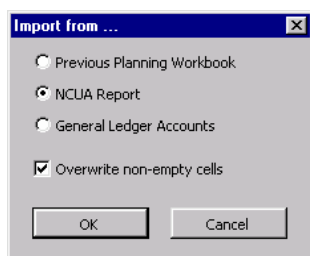 Import from ...
Previous Planning Workbook
NCUA Report
General Ledger Accounts
Overwrite non-empty cells
OK
Cancel